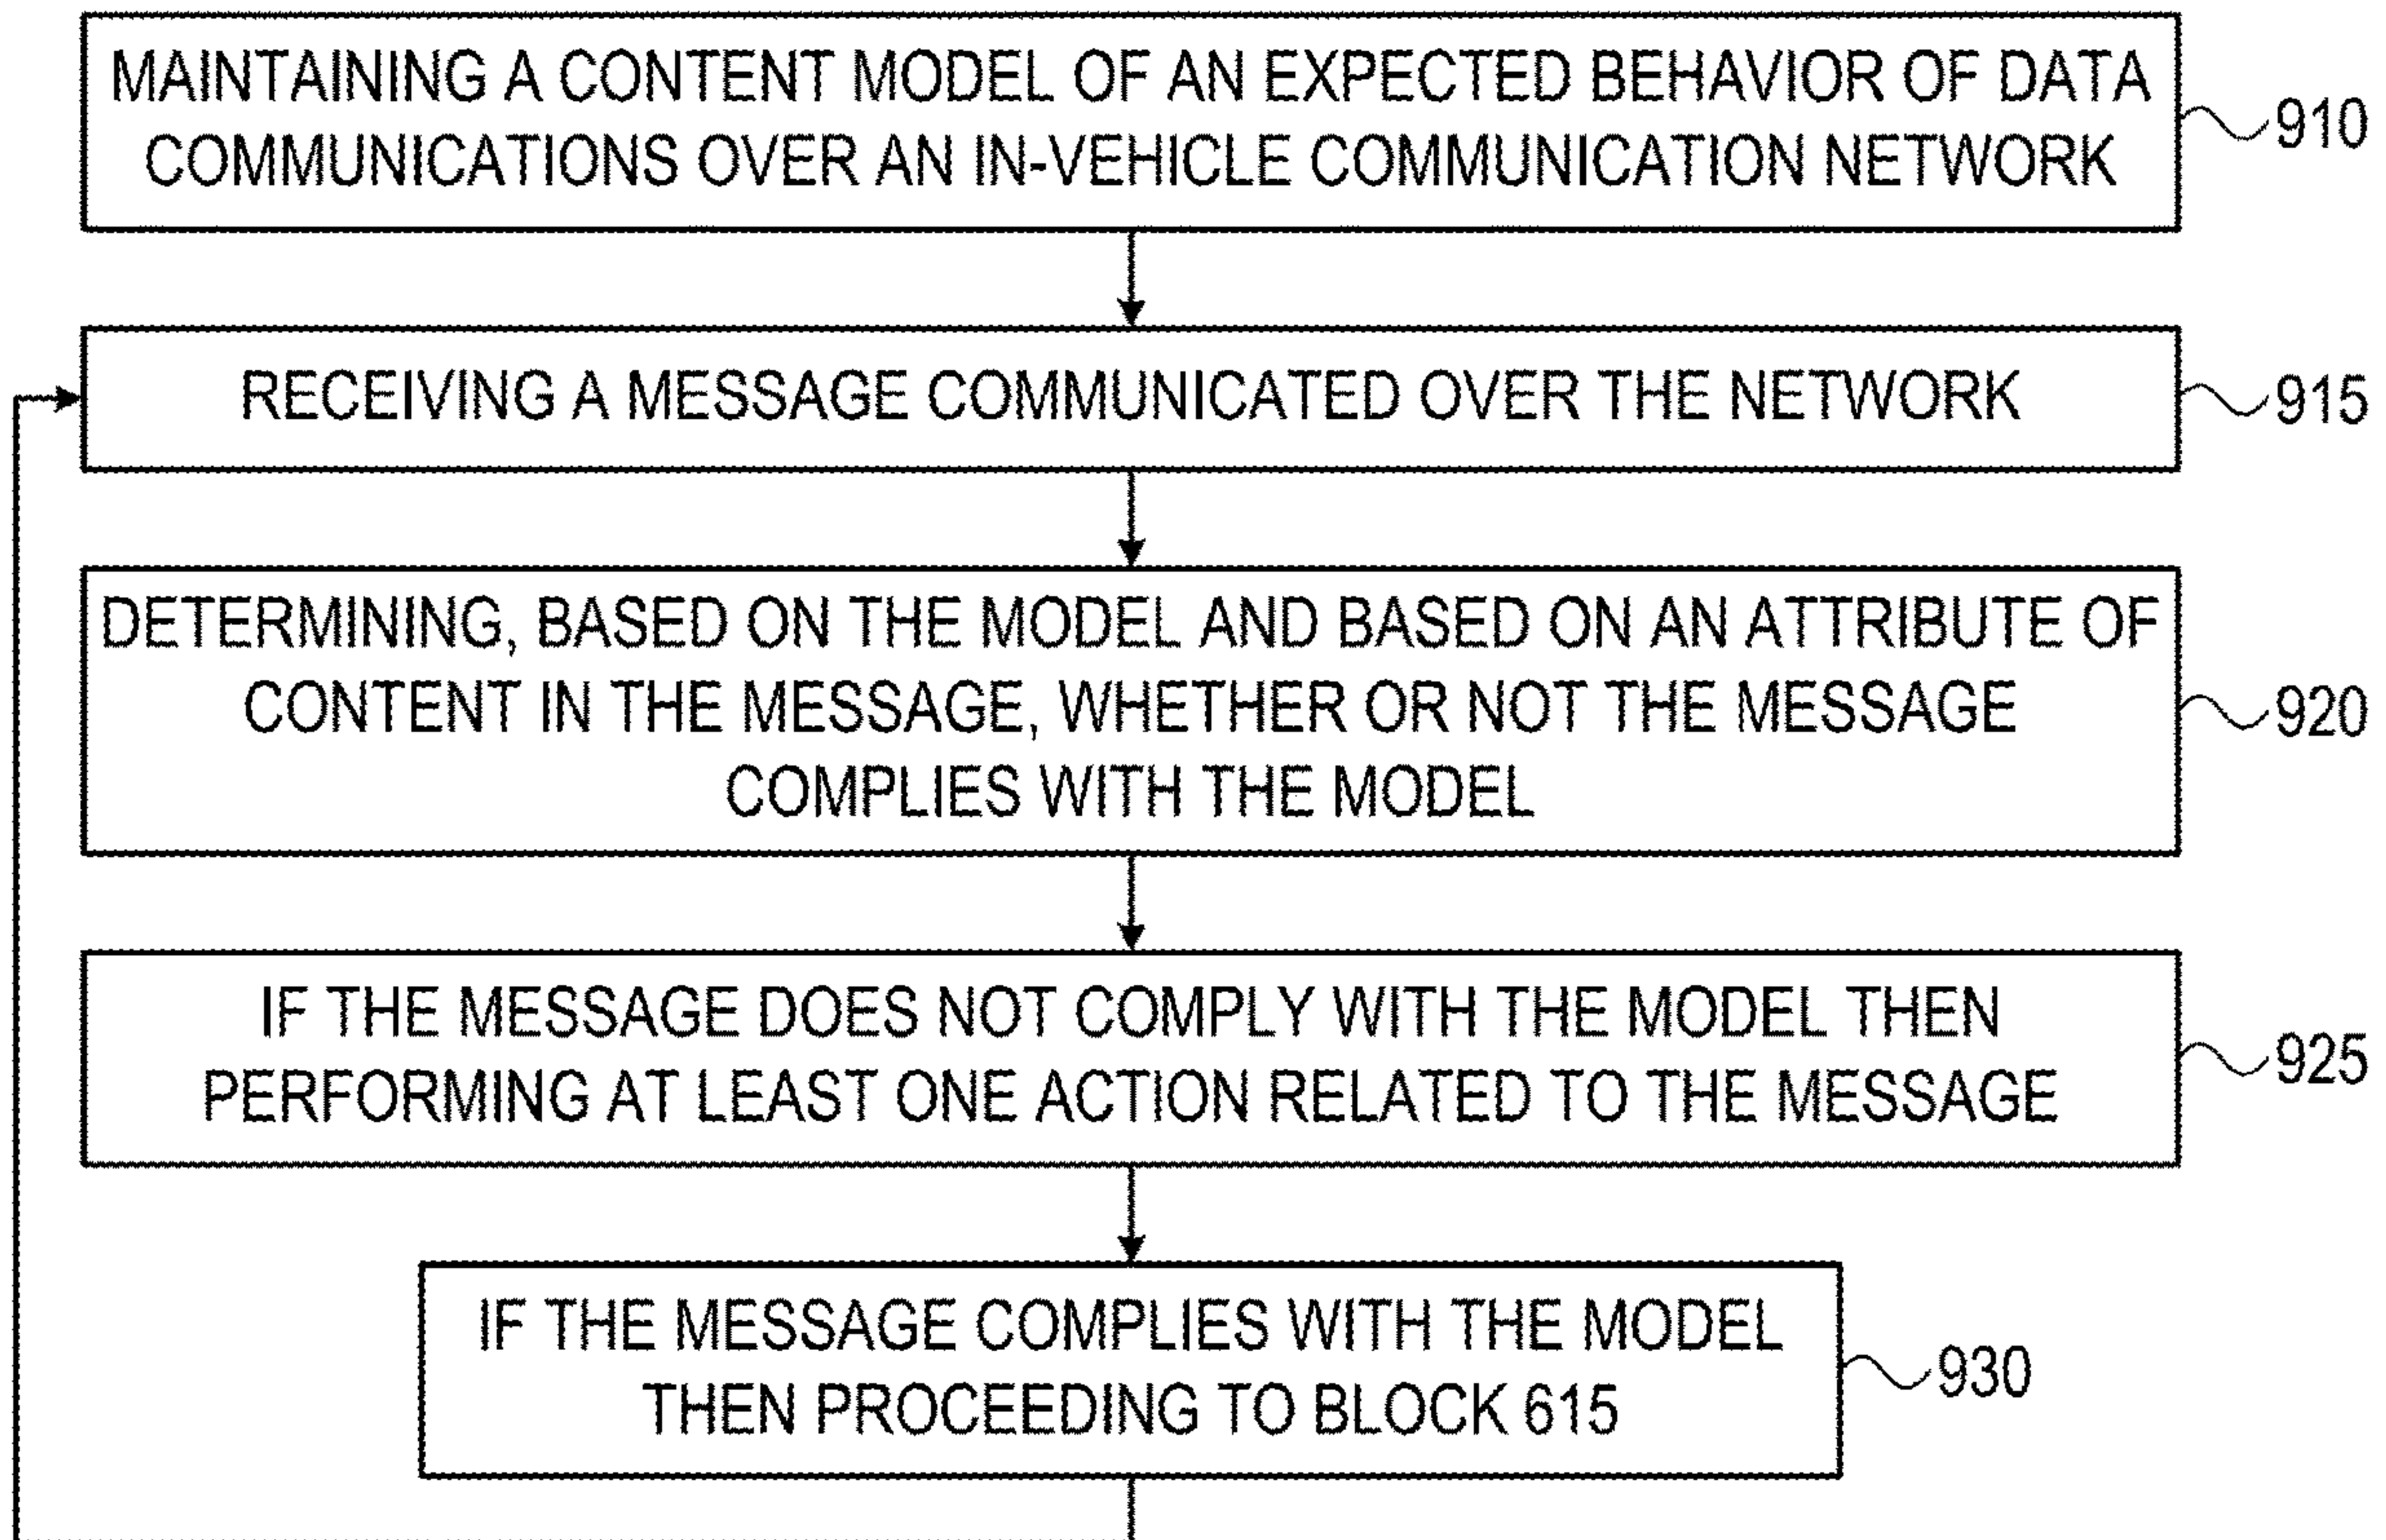 MAINTAINING A CONTENT MODEL OF AN EXPECTED BEHAVIOR OF DATA
COMMUNICATIONS OVER AN IN-VEHICLE COMMUNICATION NETWORK
910
RECEIVING A MESSAGE COMMUNICATED OVER THE NETWORK
915
DETERMINING, BASED ON THE MODEL AND BASED ON AN ATTRIBUTE OF
CONTENT IN THE MESSAGE, WHETHER OR NOT THE MESSAGE
COMPLIES WITH THE MODEL
920
IF THE MESSAGE DOES NOT COMPLY WITH THE MODEL THEN
PERFORMING AT LEAST ONE ACTION RELATED TO THE MESSAGE
925
IF THE MESSAGE COMPLIES WITH THE MODEL
THEN PROCEEDING TO BLOCK 615
930